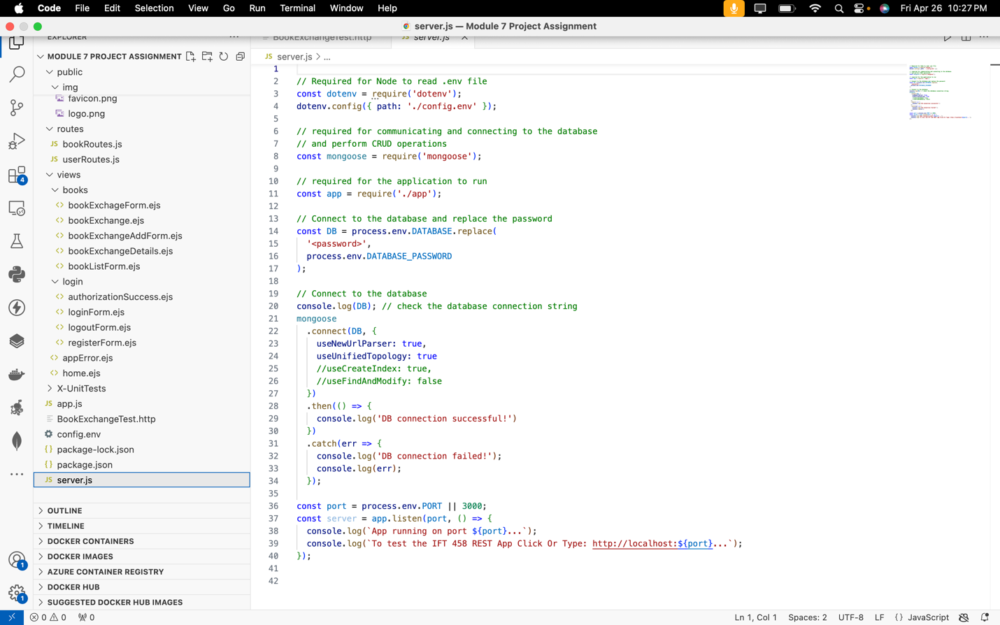 Code File Edit Selection View Go Run Terminal Window Help Fri Apr 26 10:27 PM
server.js — Module 7 Project Assignment
EXPLORER
BookExchangeTest.http
JS server.js
MODULE 7 PROJECT ASSIGNMENT
JS server.js > ...
public
img
favicon.png
logo.png
routes
JS bookRoutes.js
JS userRoutes.js
views
books
<> bookExchageForm.ejs
<> bookExchange.ejs
<> bookExchangeAddForm.ejs
<> bookExchangeDetails.ejs
<> bookListForm.ejs
login
<> authorizationSuccess.ejs
<> loginForm.ejs
<> logoutForm.ejs
<> registerForm.ejs
<> appError.ejs
<> home.ejs
X-UnitTests
JS app.js
BookExchangeTest.http
config.env
{} package-lock.json
{} package.json
JS server.js
OUTLINE
TIMELINE
DOCKER CONTAINERS
DOCKER IMAGES
AZURE CONTAINER REGISTRY
DOCKER HUB
SUGGESTED DOCKER HUB IMAGES
4
1
1
1
2 // Required for Node to read .env file
3 const dotenv = require('dotenv');
4 dotenv.config({ path: './config.env' });
5
6 // required for communicating and connecting to the database
7 // and perform CRUD operations
8 const mongoose = require('mongoose');
9
10 // required for the application to run
11 const app = require('./app');
12
13 // Connect to the database and replace the password
14 const DB = process.env.DATABASE.replace(
15 '<password>',
16 process.env.DATABASE_PASSWORD
17 );
18
19 // Connect to the database
20 console.log(DB); // check the database connection string
21 mongoose
22 .connect(DB, {
23 useNewUrlParser: true,
24 useUnifiedTopology: true
25 //useCreateIndex: true,
26 //useFindAndModify: false
27 })
28 .then(() => {
29 console.log('DB connection successful!')
30 })
31 .catch(err => {
32 console.log('DB connection failed!');
33 console.log(err);
34 });
35
36 const port = process.env.PORT || 3000;
37 const server = app.listen(port, () => {
38 console.log(`App running on port ${port}...`);
39 console.log(`To test the IFT 458 REST App Click Or Type: http://localhost:${port}...`);
40 });
41
42
0 0 0 Ln 1, Col 1 Spaces: 2 UTF-8 LF {} JavaScript